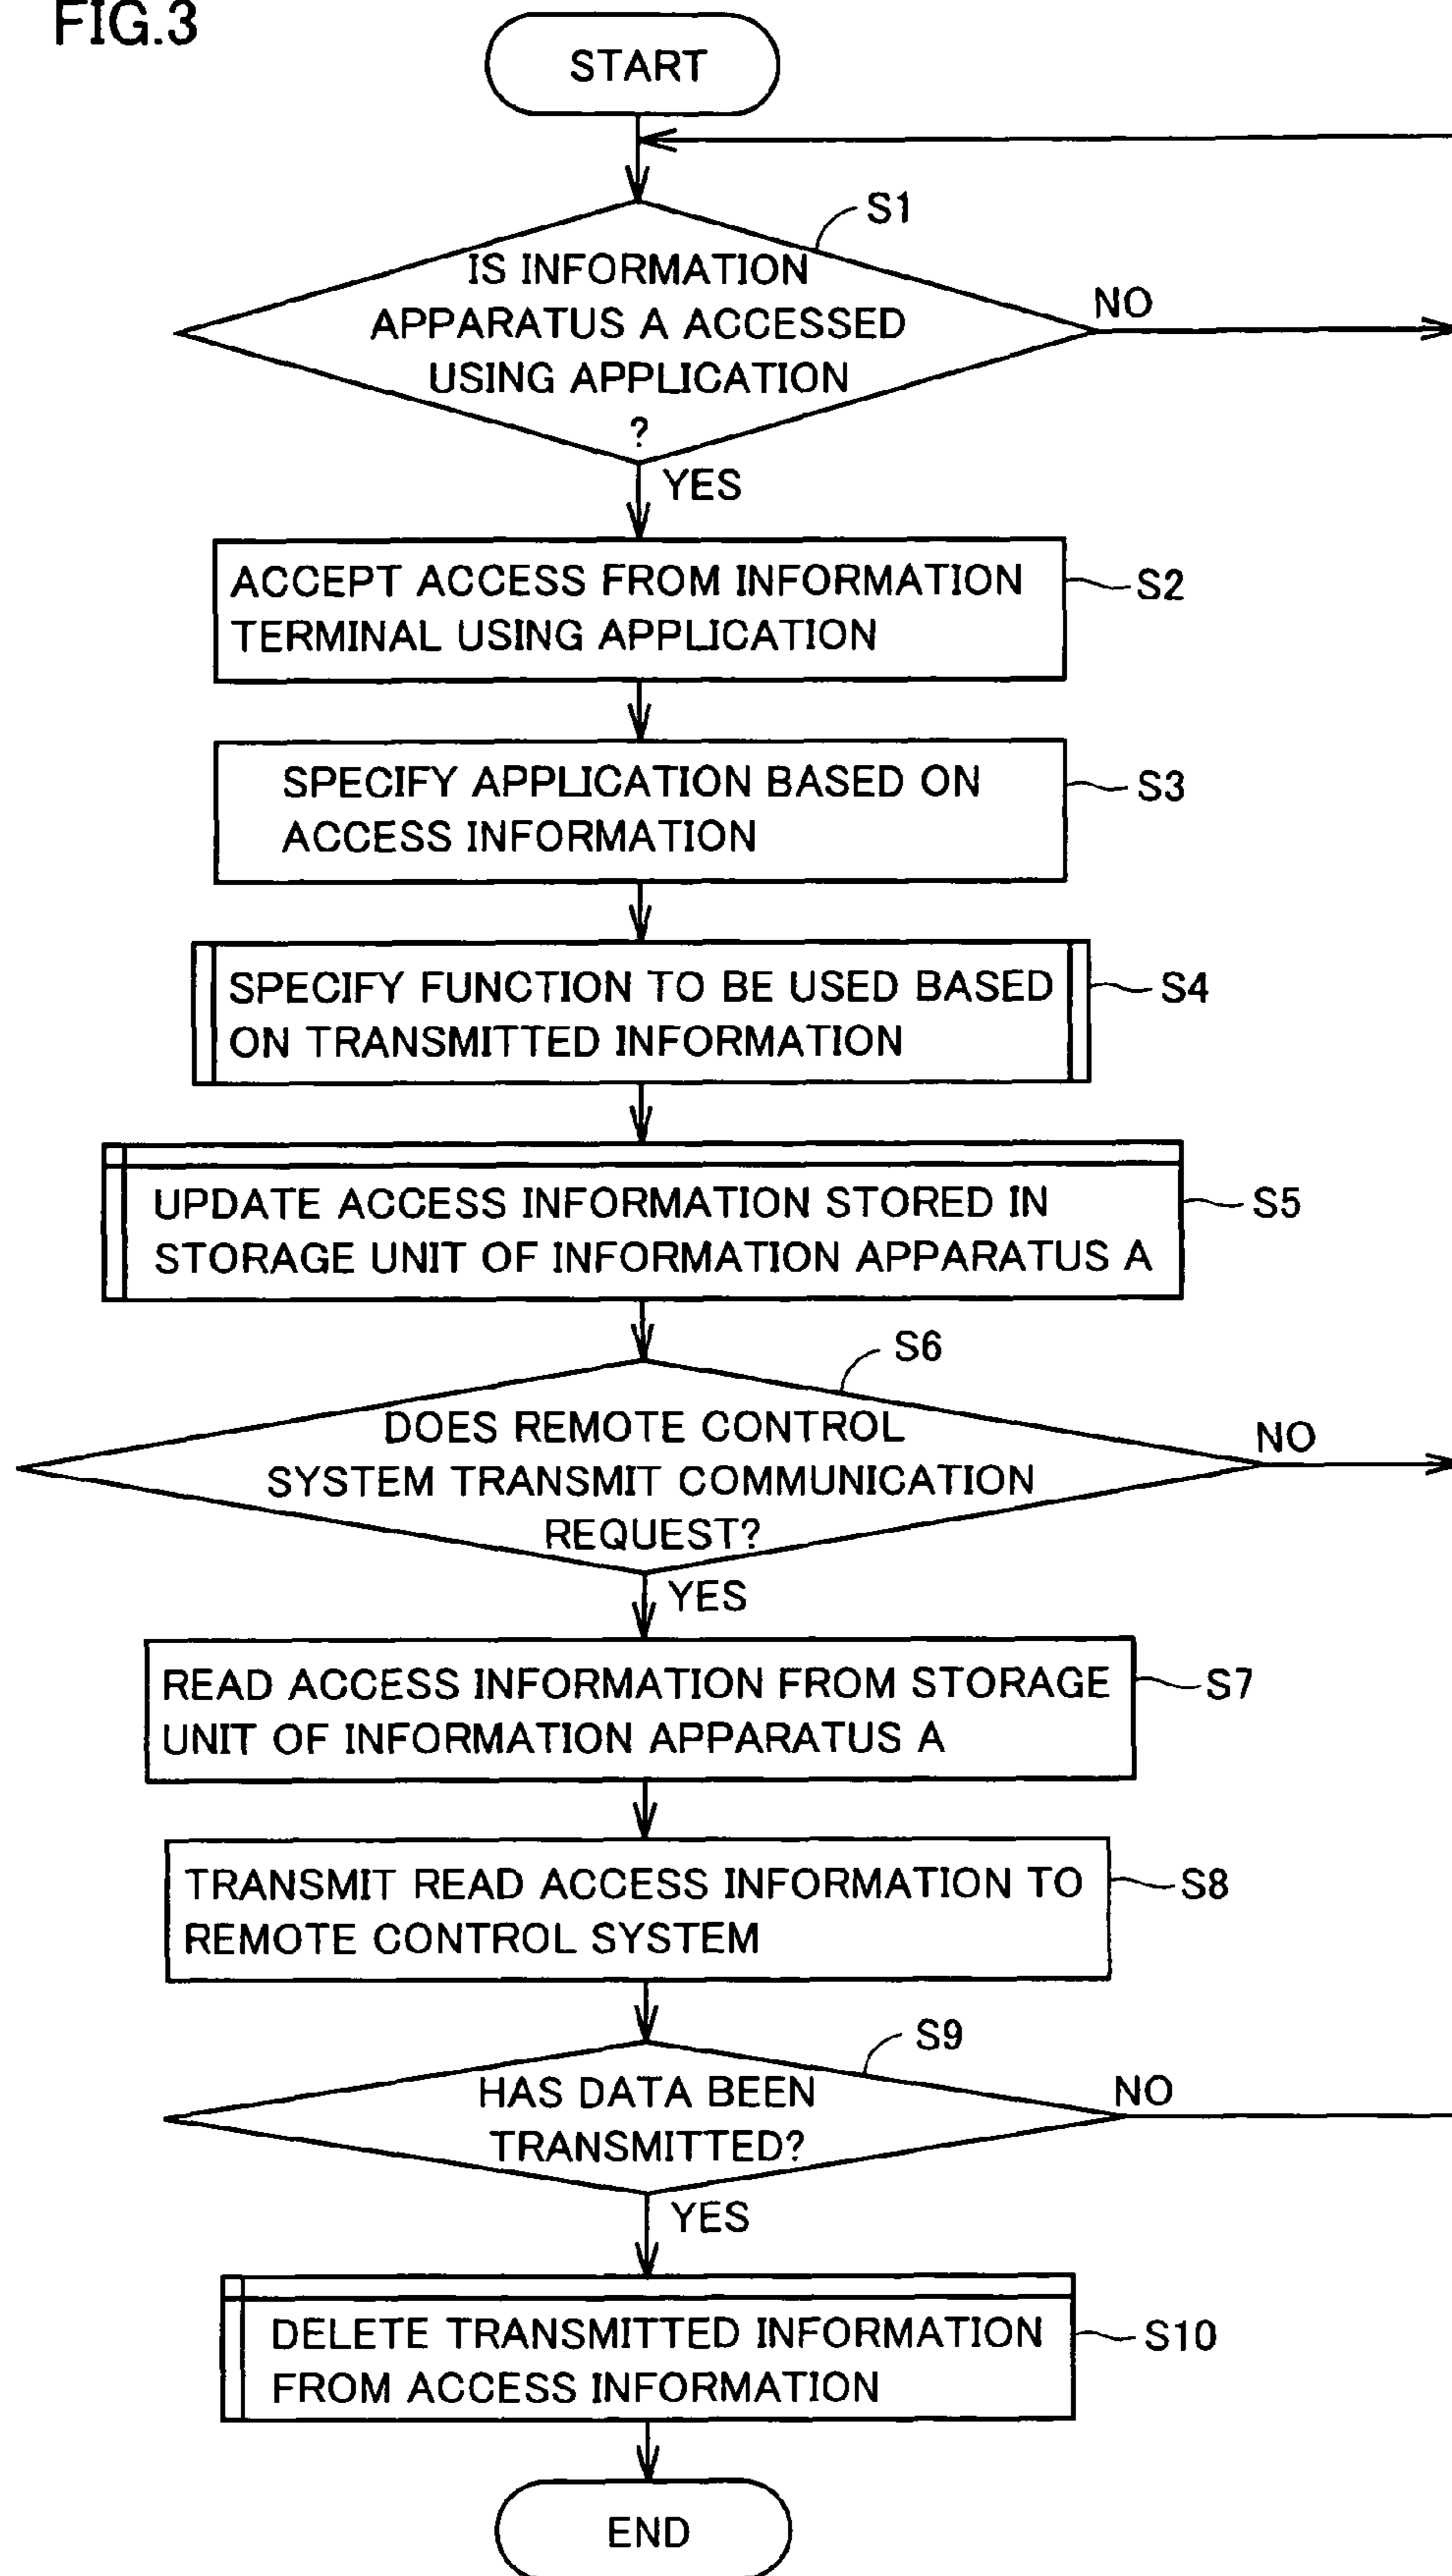 FIG.3
START
S1
IS INFORMATION
APPARATUS A ACCESSED
USING APPLICATION
?
NO
YES
ACCEPT ACCESS FROM INFORMATION
TERMINAL USING APPLICATION
S2
SPECIFY APPLICATION BASED ON
ACCESS INFORMATION
S3
SPECIFY FUNCTION TO BE USED BASED
ON TRANSMITTED INFORMATION
S4
UPDATE ACCESS INFORMATION STORED IN
STORAGE UNIT OF INFORMATION APPARATUS A
S5
S6
DOES REMOTE CONTROL
SYSTEM TRANSMIT COMMUNICATION
REQUEST?
NO
YES
READ ACCESS INFORMATION FROM STORAGE
UNIT OF INFORMATION APPARATUS A
S7
TRANSMIT READ ACCESS INFORMATION TO
REMOTE CONTROL SYSTEM
S8
S9
HAS DATA BEEN
TRANSMITTED?
NO
YES
DELETE TRANSMITTED INFORMATION
FROM ACCESS INFORMATION
S10
END